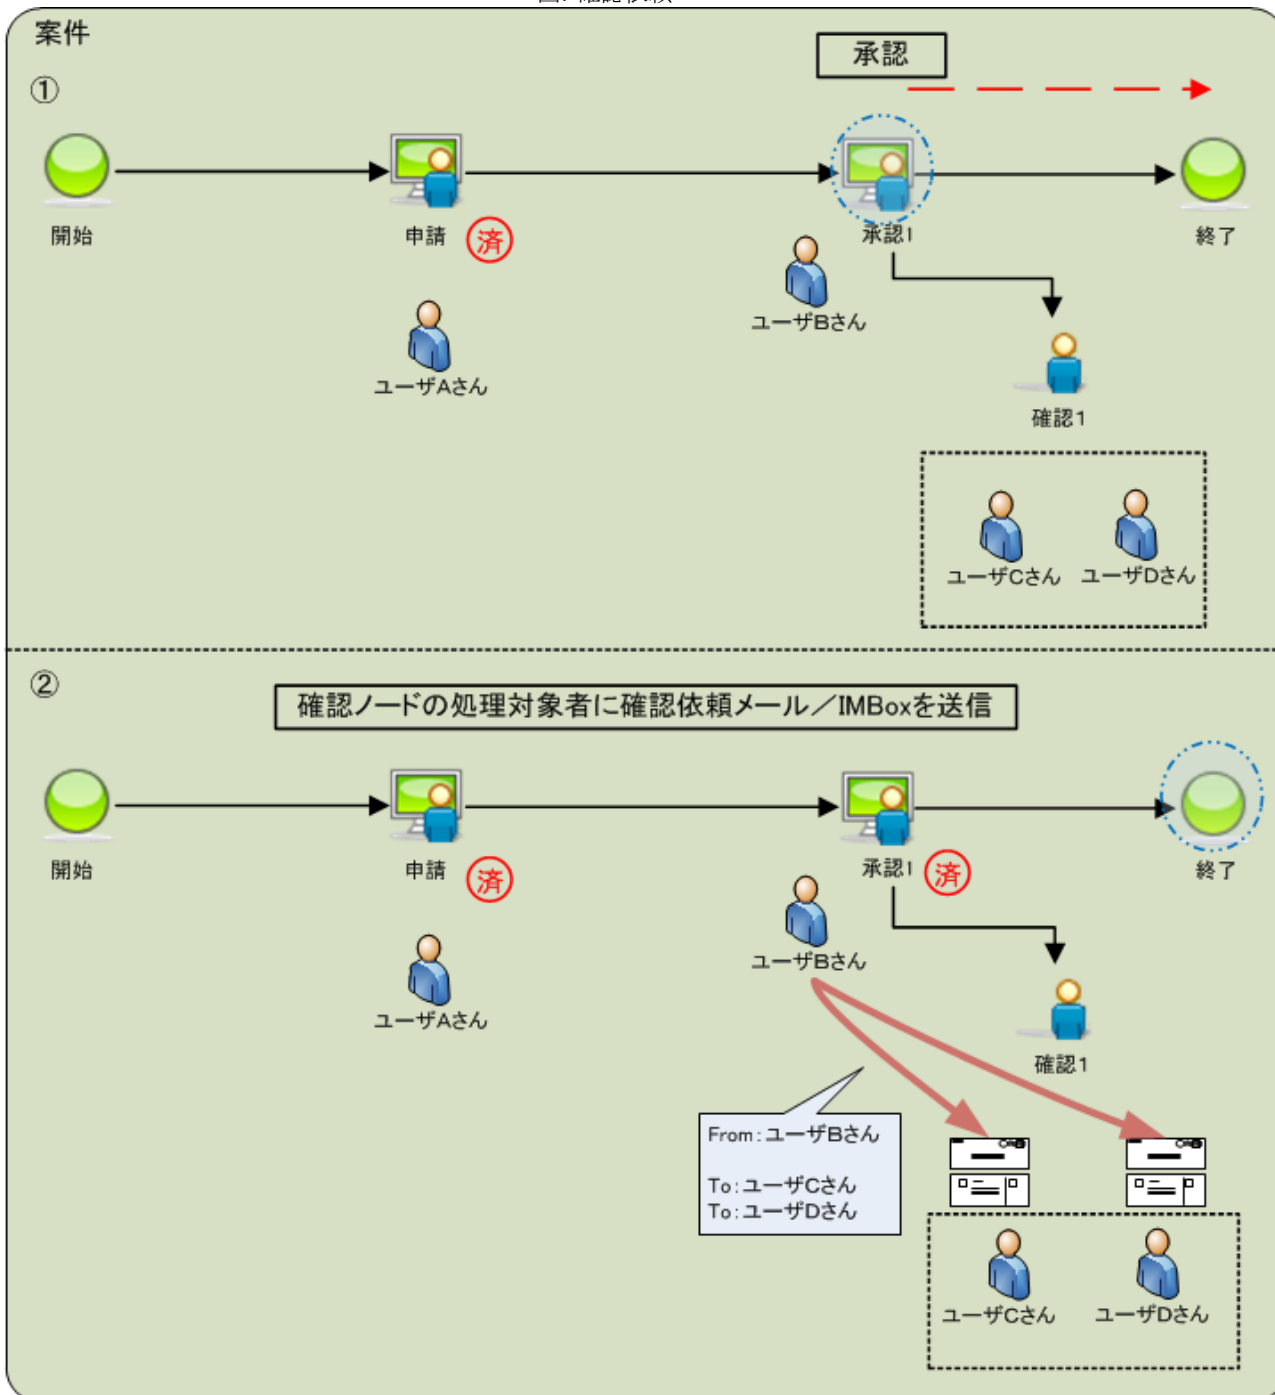 図: 確認依頼
案件
①
承認
開始
申請
済
承認1
終了
ユーザBさん
ユーザAさん
確認1
ユーザCさん
ユーザDさん
②
確認ノードの処理対象者に確認依頼メール／IMBoxを送信
開始
申請
済
承認1
済
終了
ユーザBさん
ユーザAさん
確認1
From:ユーザBさん
To:ユーザCさん
To:ユーザDさん
ユーザCさん
ユーザDさん